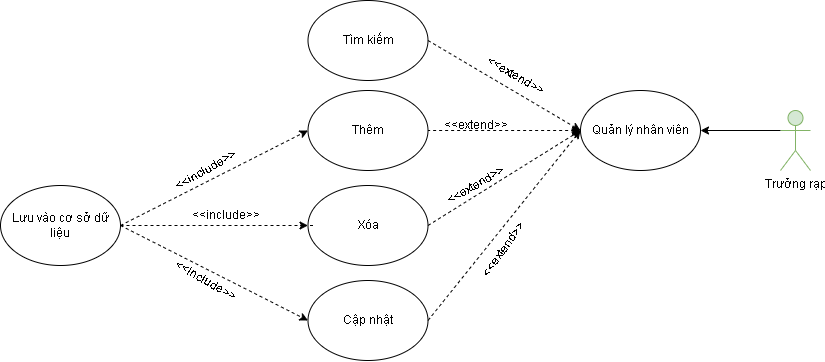 Tìm kiếm
<<extend>>
Thêm
<<extend>>
Quản lý nhân viên
Trưởng rạp
<<include>>
<<extend>>
Lưu vào cơ sở dữ
liệu
<<include>>
Xóa
<<extend>>
<<include>>
Cập nhật